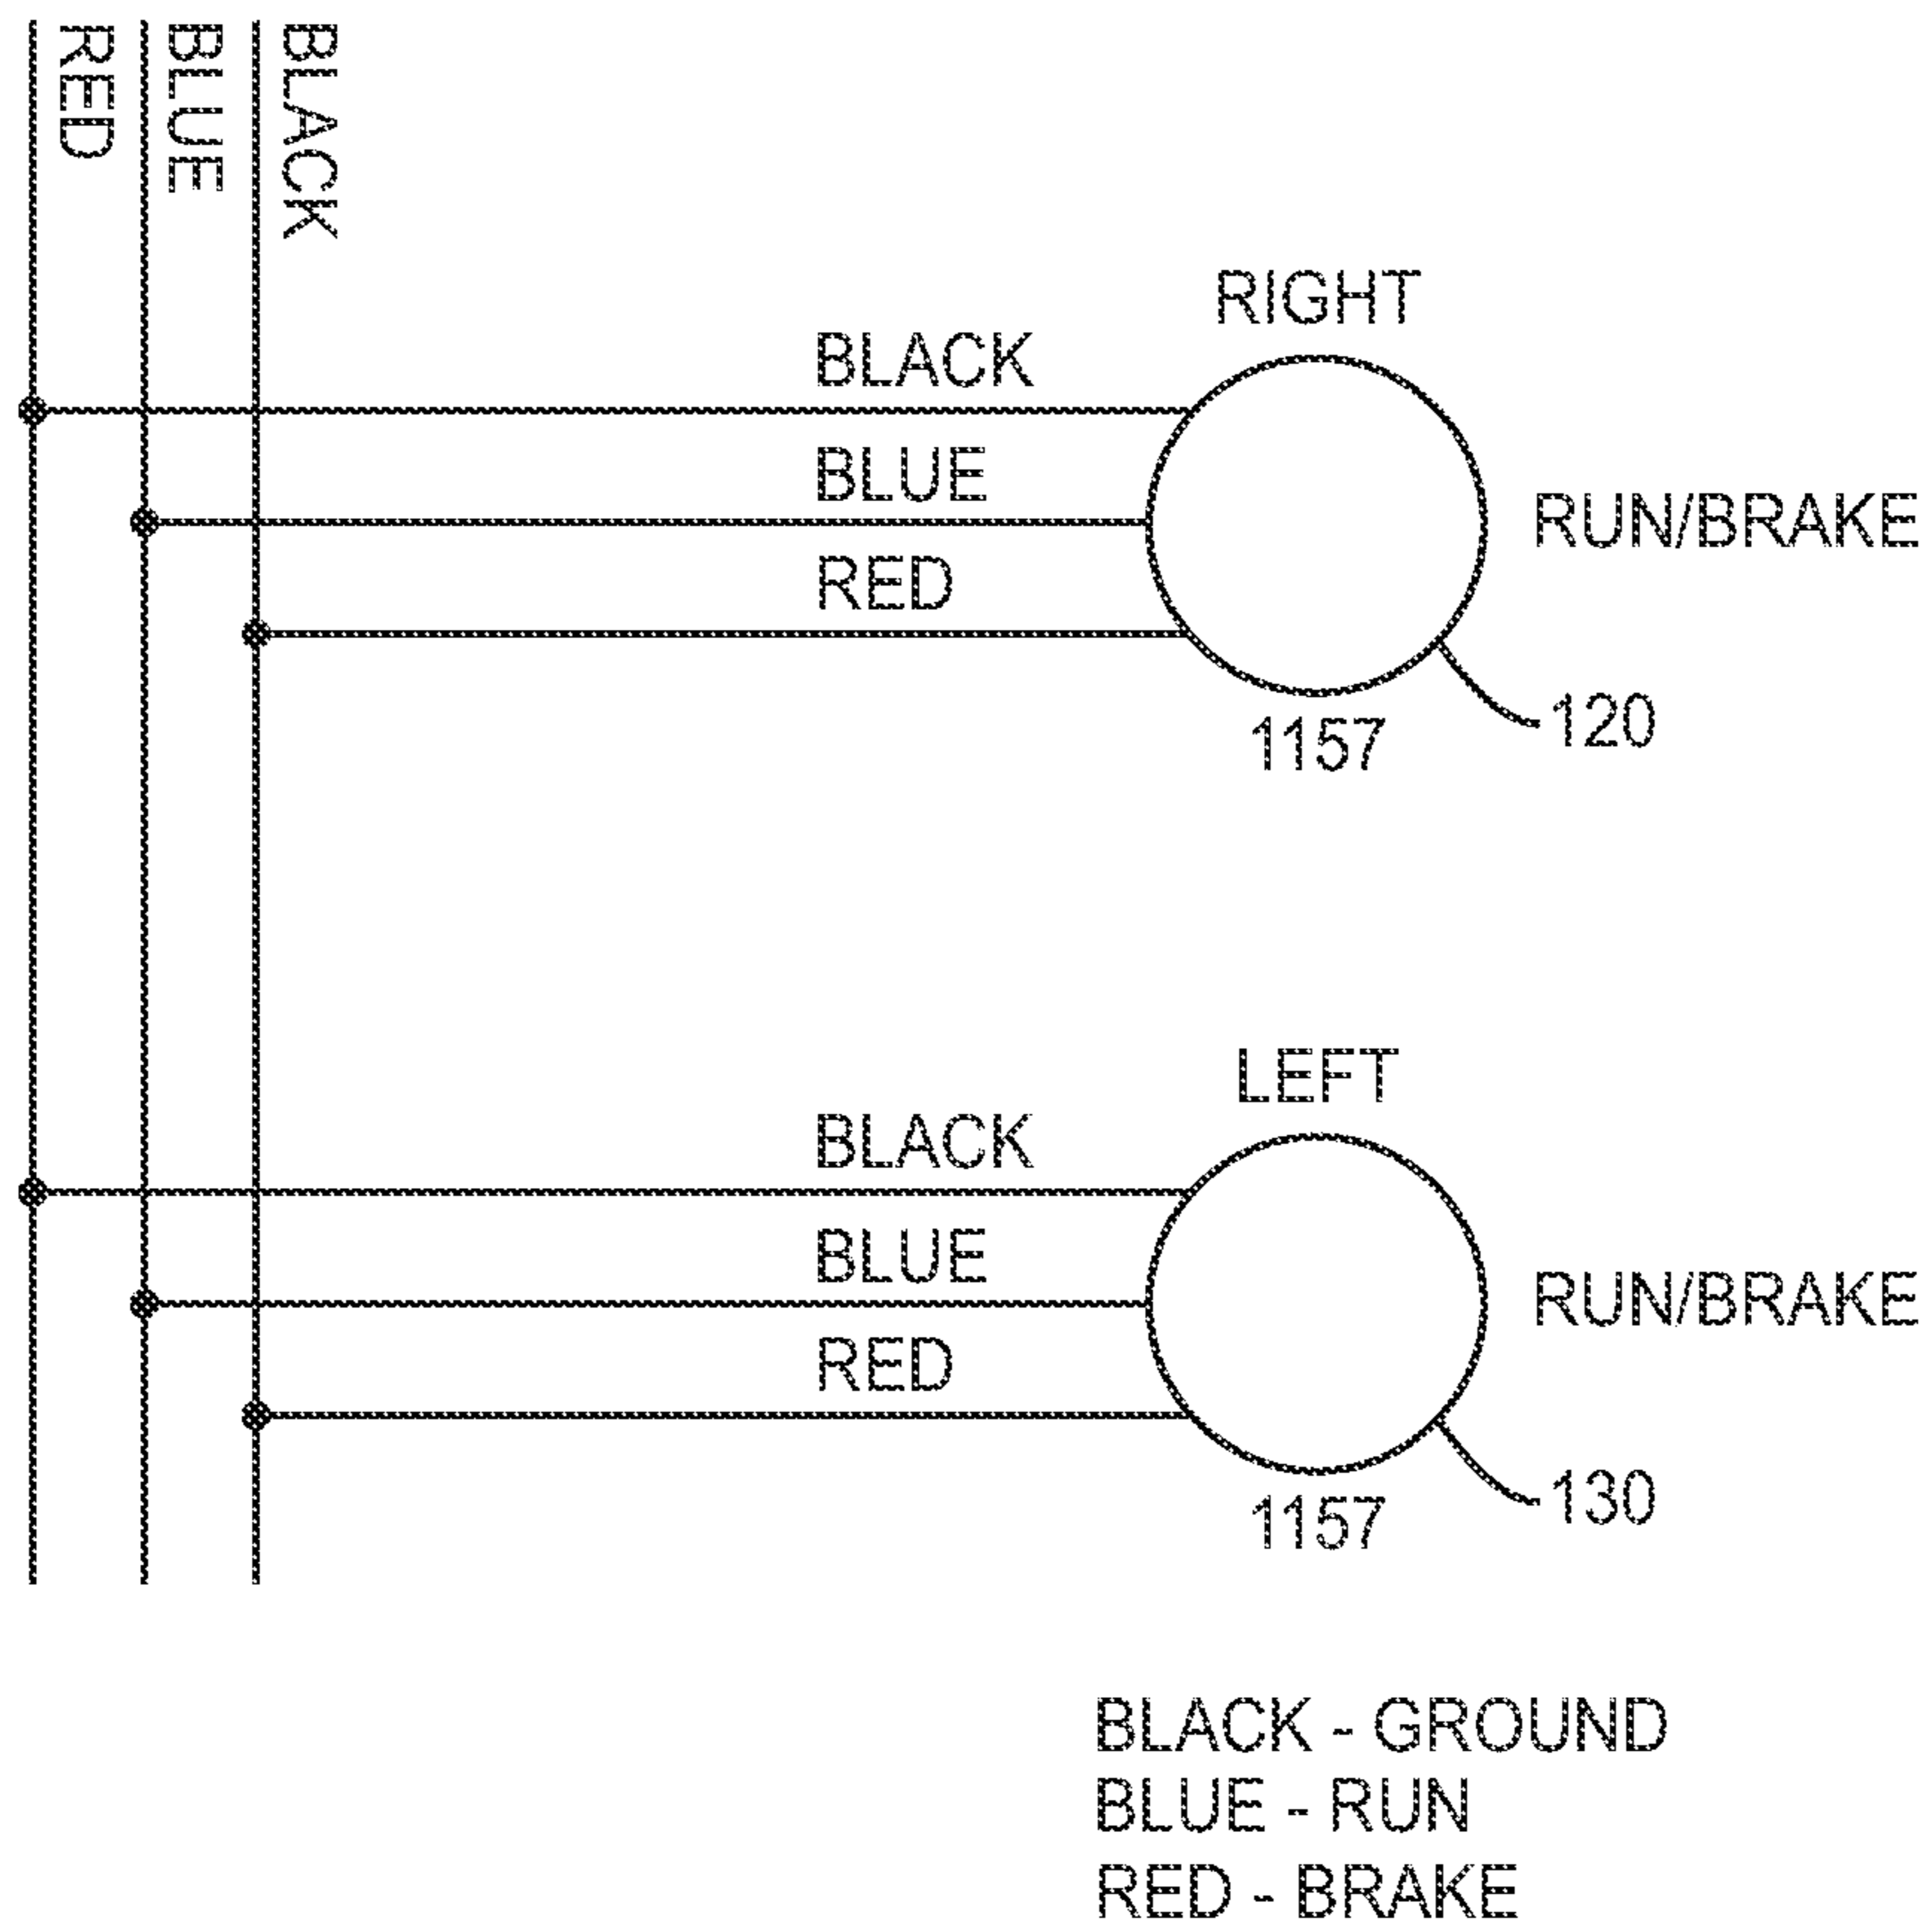 RED
BLUE
BLACK
RIGHT
BLACK
BLUE
RUN/BRAKE
RED
120
1157
LEFT
BLACK
BLUE
RUN/BRAKE
RED
130
1157
BLACK - GROUND
BLUE - RUN
RED - BRAKE